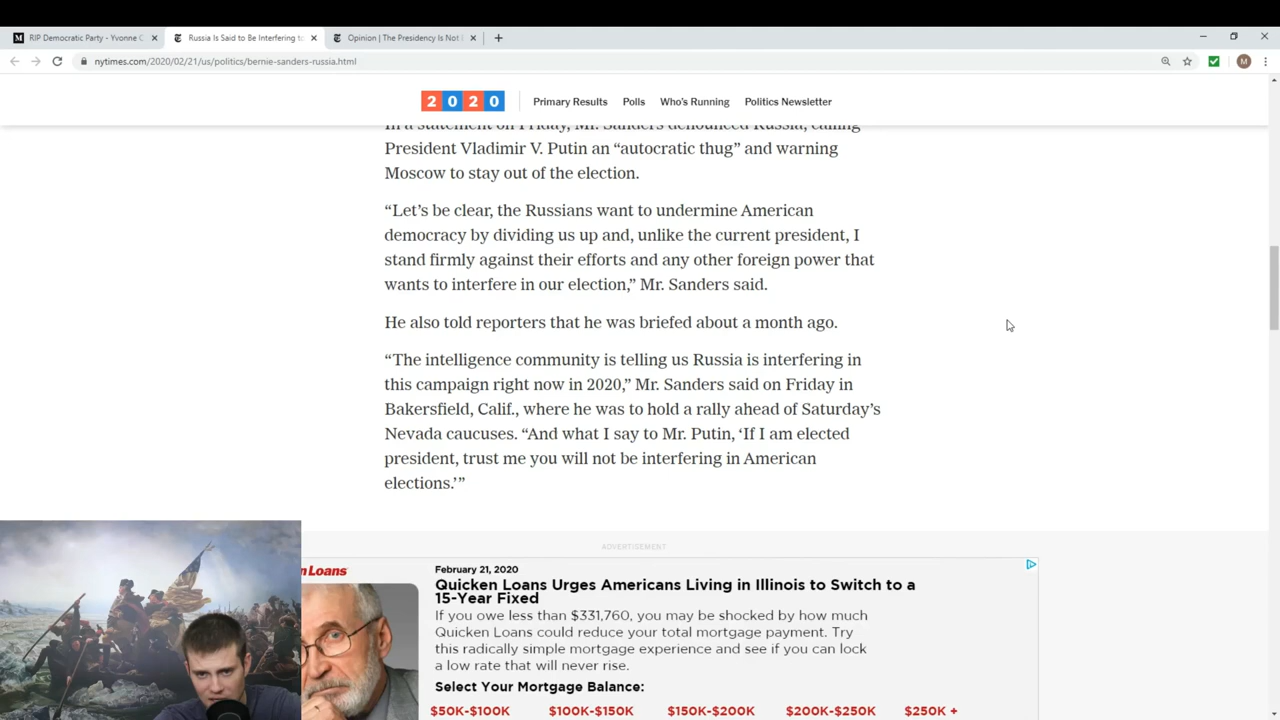 RIP Democratic Party - Yvonne C
Russia Is Said to Be Interfering to
Opinion | The Presidency Is Not
nytimes.com/2020/02/21/us/politics/bernie-sanders-russia.html
M
2020
Primary Results
Polls
Who's Running
Politics Newsletter
In a statement on Friday, Mr. Sanders denounced Russia, calling
President Vladimir V. Putin an “autocratic thug” and warning
Moscow to stay out of the election.
“Let’s be clear, the Russians want to undermine American
democracy by dividing us up and, unlike the current president, I
stand firmly against their efforts and any other foreign power that
wants to interfere in our election,” Mr. Sanders said.
He also told reporters that he was briefed about a month ago.
“The intelligence community is telling us Russia is interfering in
this campaign right now in 2020,” Mr. Sanders said on Friday in
Bakersfield, Calif., where he was to hold a rally ahead of Saturday’s
Nevada caucuses. “And what I say to Mr. Putin, ‘If I am elected
president, trust me you will not be interfering in American
elections.’”
ADVERTISEMENT
n Loans
February 21, 2020
Quicken Loans Urges Americans Living in Illinois to Switch to a
15-Year Fixed
If you owe less than $331,760, you may be shocked by how much
Quicken Loans could reduce your total mortgage payment. Try
this radically simple mortgage experience and see if you can lock
a low rate that will never rise.
Select Your Mortgage Balance:
$50K-$100K $100K-$150K $150K-$200K $200K-$250K $250K +